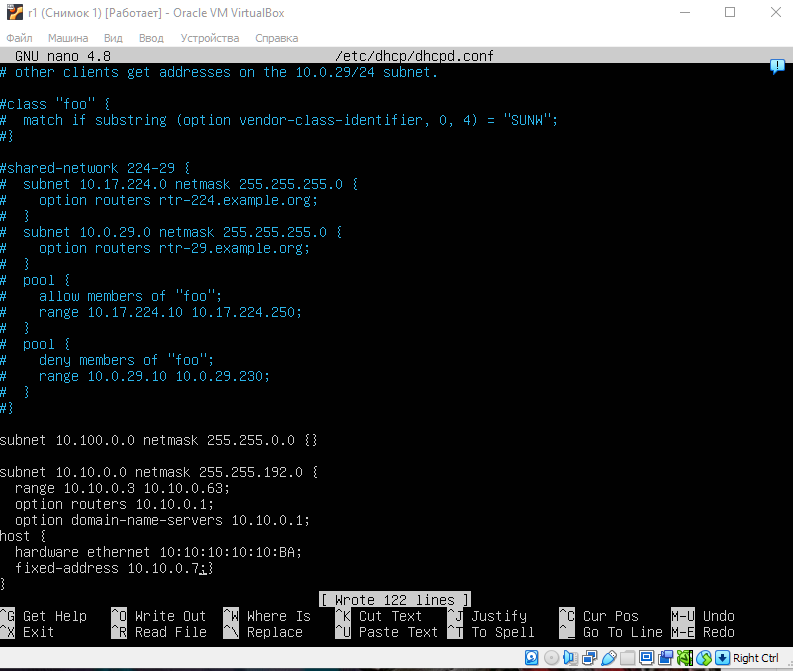 r1 (Снимок 1) [Работает] - Oracle VM VirtualBox
Файл Машина Вид Ввод Устройства Справка
GNU nano 4.8 /etc/dhcp/dhcpd.conf
# other clients get addresses on the 10.0.29/24 subnet.
#class "foo" {
#  match if substring (option vendor-class-identifier, 0, 4) = "SUNW";
#}
#shared-network 224-29 {
#  subnet 10.17.224.0 netmask 255.255.255.0 {
#    option routers rtr-224.example.org;
#  }
#  subnet 10.0.29.0 netmask 255.255.255.0 {
#    option routers rtr-29.example.org;
#  }
#  pool {
#    allow members of "foo";
#    range 10.17.224.10 10.17.224.250;
#  }
#  pool {
#    deny members of "foo";
#    range 10.0.29.10 10.0.29.230;
#  }
#}
subnet 10.100.0.0 netmask 255.255.0.0 {}
subnet 10.10.0.0 netmask 255.255.192.0 {
  range 10.10.0.3 10.10.0.63;
  option routers 10.10.0.1;
  option domain-name-servers 10.10.0.1;
host {
  hardware ethernet 10:10:10:10:10:BA;
  fixed-address 10.10.0.7;}
}
[ Wrote 122 lines ]
^G Get Help ^O Write Out ^W Where Is ^K Cut Text ^J Justify ^C Cur Pos M-U Undo
^X Exit ^R Read File ^\ Replace ^U Paste Text ^T To Spell ^_ Go To Line M-E Redo
Right Ctrl